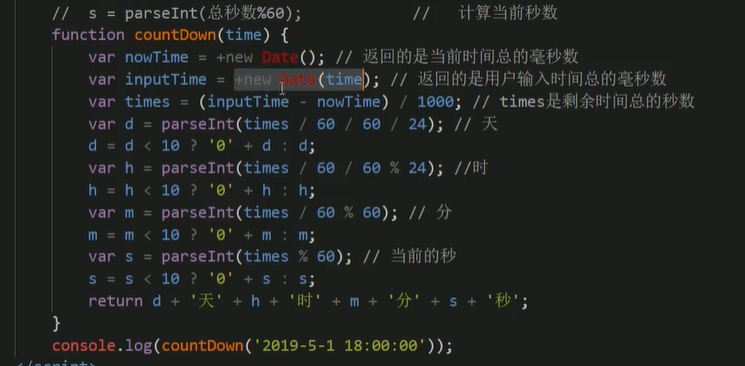 //  s = parseInt(总秒数%60);            //   计算当前秒数
function countDown(time) {
    var nowTime = +new Date(); // 返回的是当前时间总的毫秒数
    var inputTime = +new Date(time); // 返回的是用户输入时间总的毫秒数
    var times = (inputTime - nowTime) / 1000; // times是剩余时间总的秒数
    var d = parseInt(times / 60 / 60 / 24); // 天
    d = d < 10 ? '0' + d : d;
    var h = parseInt(times / 60 / 60 % 24); //时
    h = h < 10 ? '0' + h : h;
    var m = parseInt(times / 60 % 60); // 分
    m = m < 10 ? '0' + m : m;
    var s = parseInt(times % 60); // 当前的秒
    s = s < 10 ? '0' + s : s;
    return d + '天' + h + '时' + m + '分' + s + '秒';
}
console.log(countDown('2019-5-1 18:00:00'));
</script>